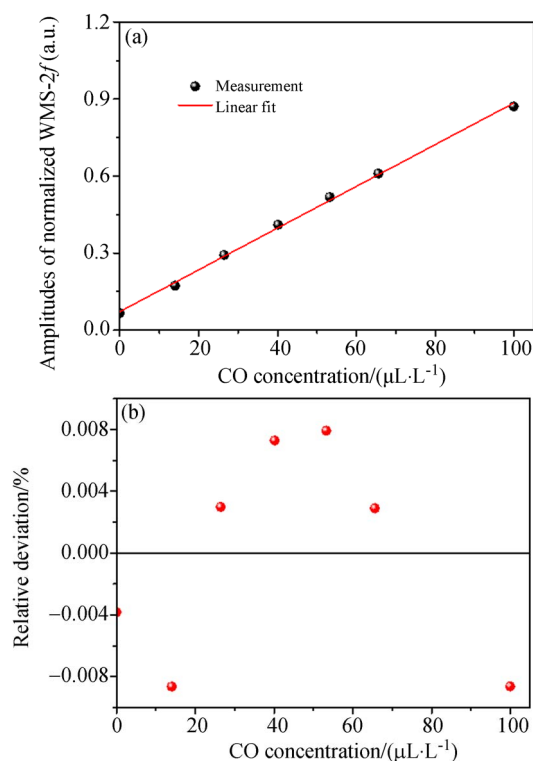 (a)
Amplitudes of normalized WMS-2f (a.u.)
1.2
0.9
0.6
0.3
0.0
Measurement
Linear fit
0 20 40 60 80 100
CO concentration/(μL·L⁻¹)
(b)
Relative deviation/%
0.008
0.004
0.000
−0.004
−0.008
0 20 40 60 80 100
CO concentration/(μL·L⁻¹)